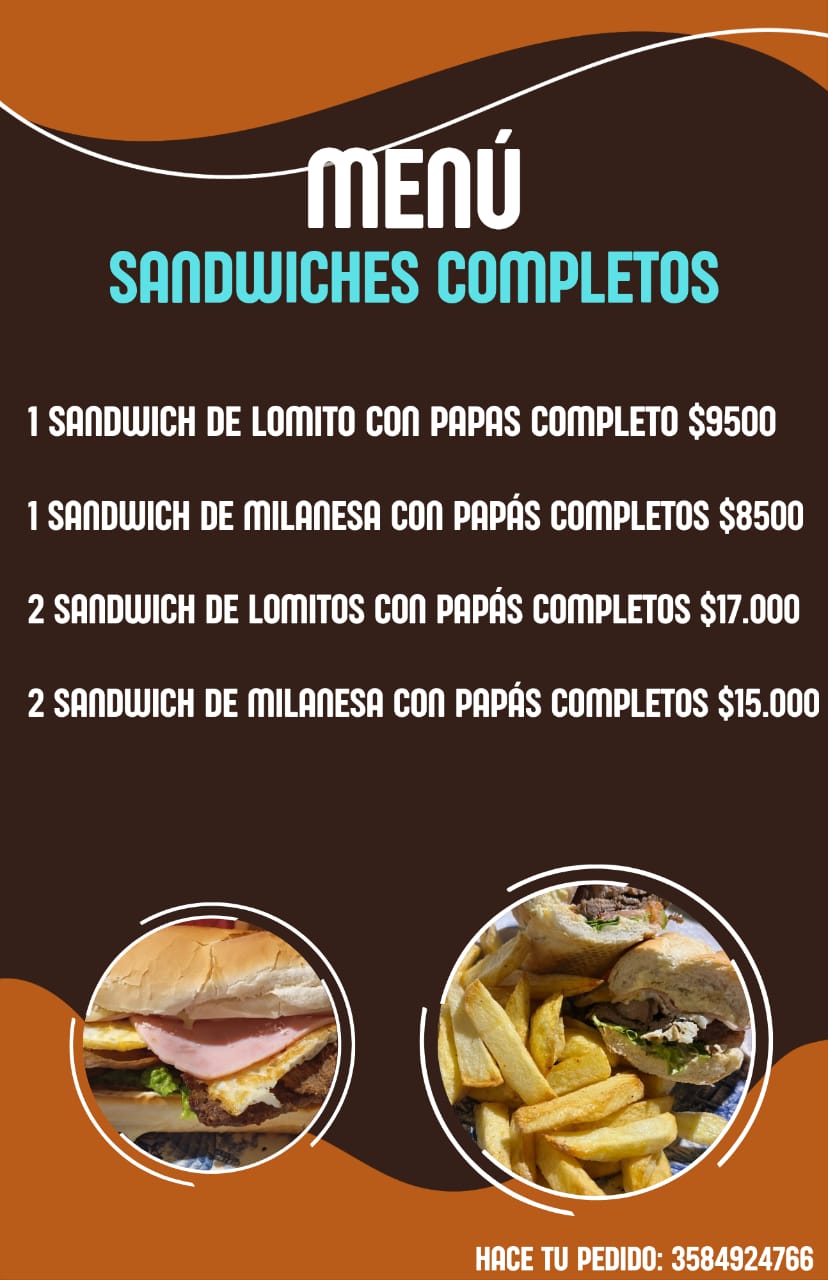 MENÚ
SANDWICHES COMPLETOS
1 SANDWICH DE LOMITO CON PAPAS COMPLETO $9500
1 SANDWICH DE MILANESA CON PAPÁS COMPLETOS $8500
2 SANDWICH DE LOMITOS CON PAPÁS COMPLETOS $17.000
2 SANDWICH DE MILANESA CON PAPÁS COMPLETOS $15.000
HACE TU PEDIDO: 3584924766